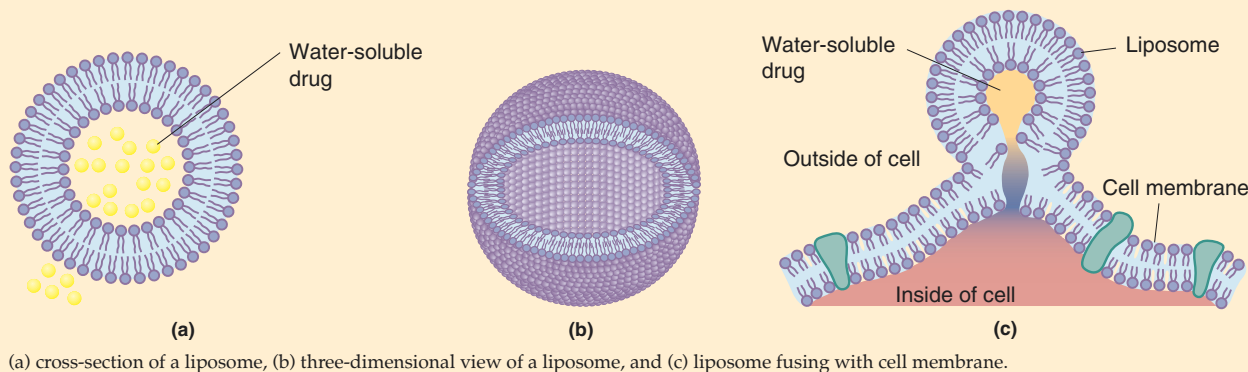 Water-soluble
drug
(a)
(b)
Water-soluble
drug
Liposome
Outside of cell
Cell membrane
Inside of cell
(c)
(a) cross-section of a liposome, (b) three-dimensional view of a liposome, and (c) liposome fusing with cell membrane.